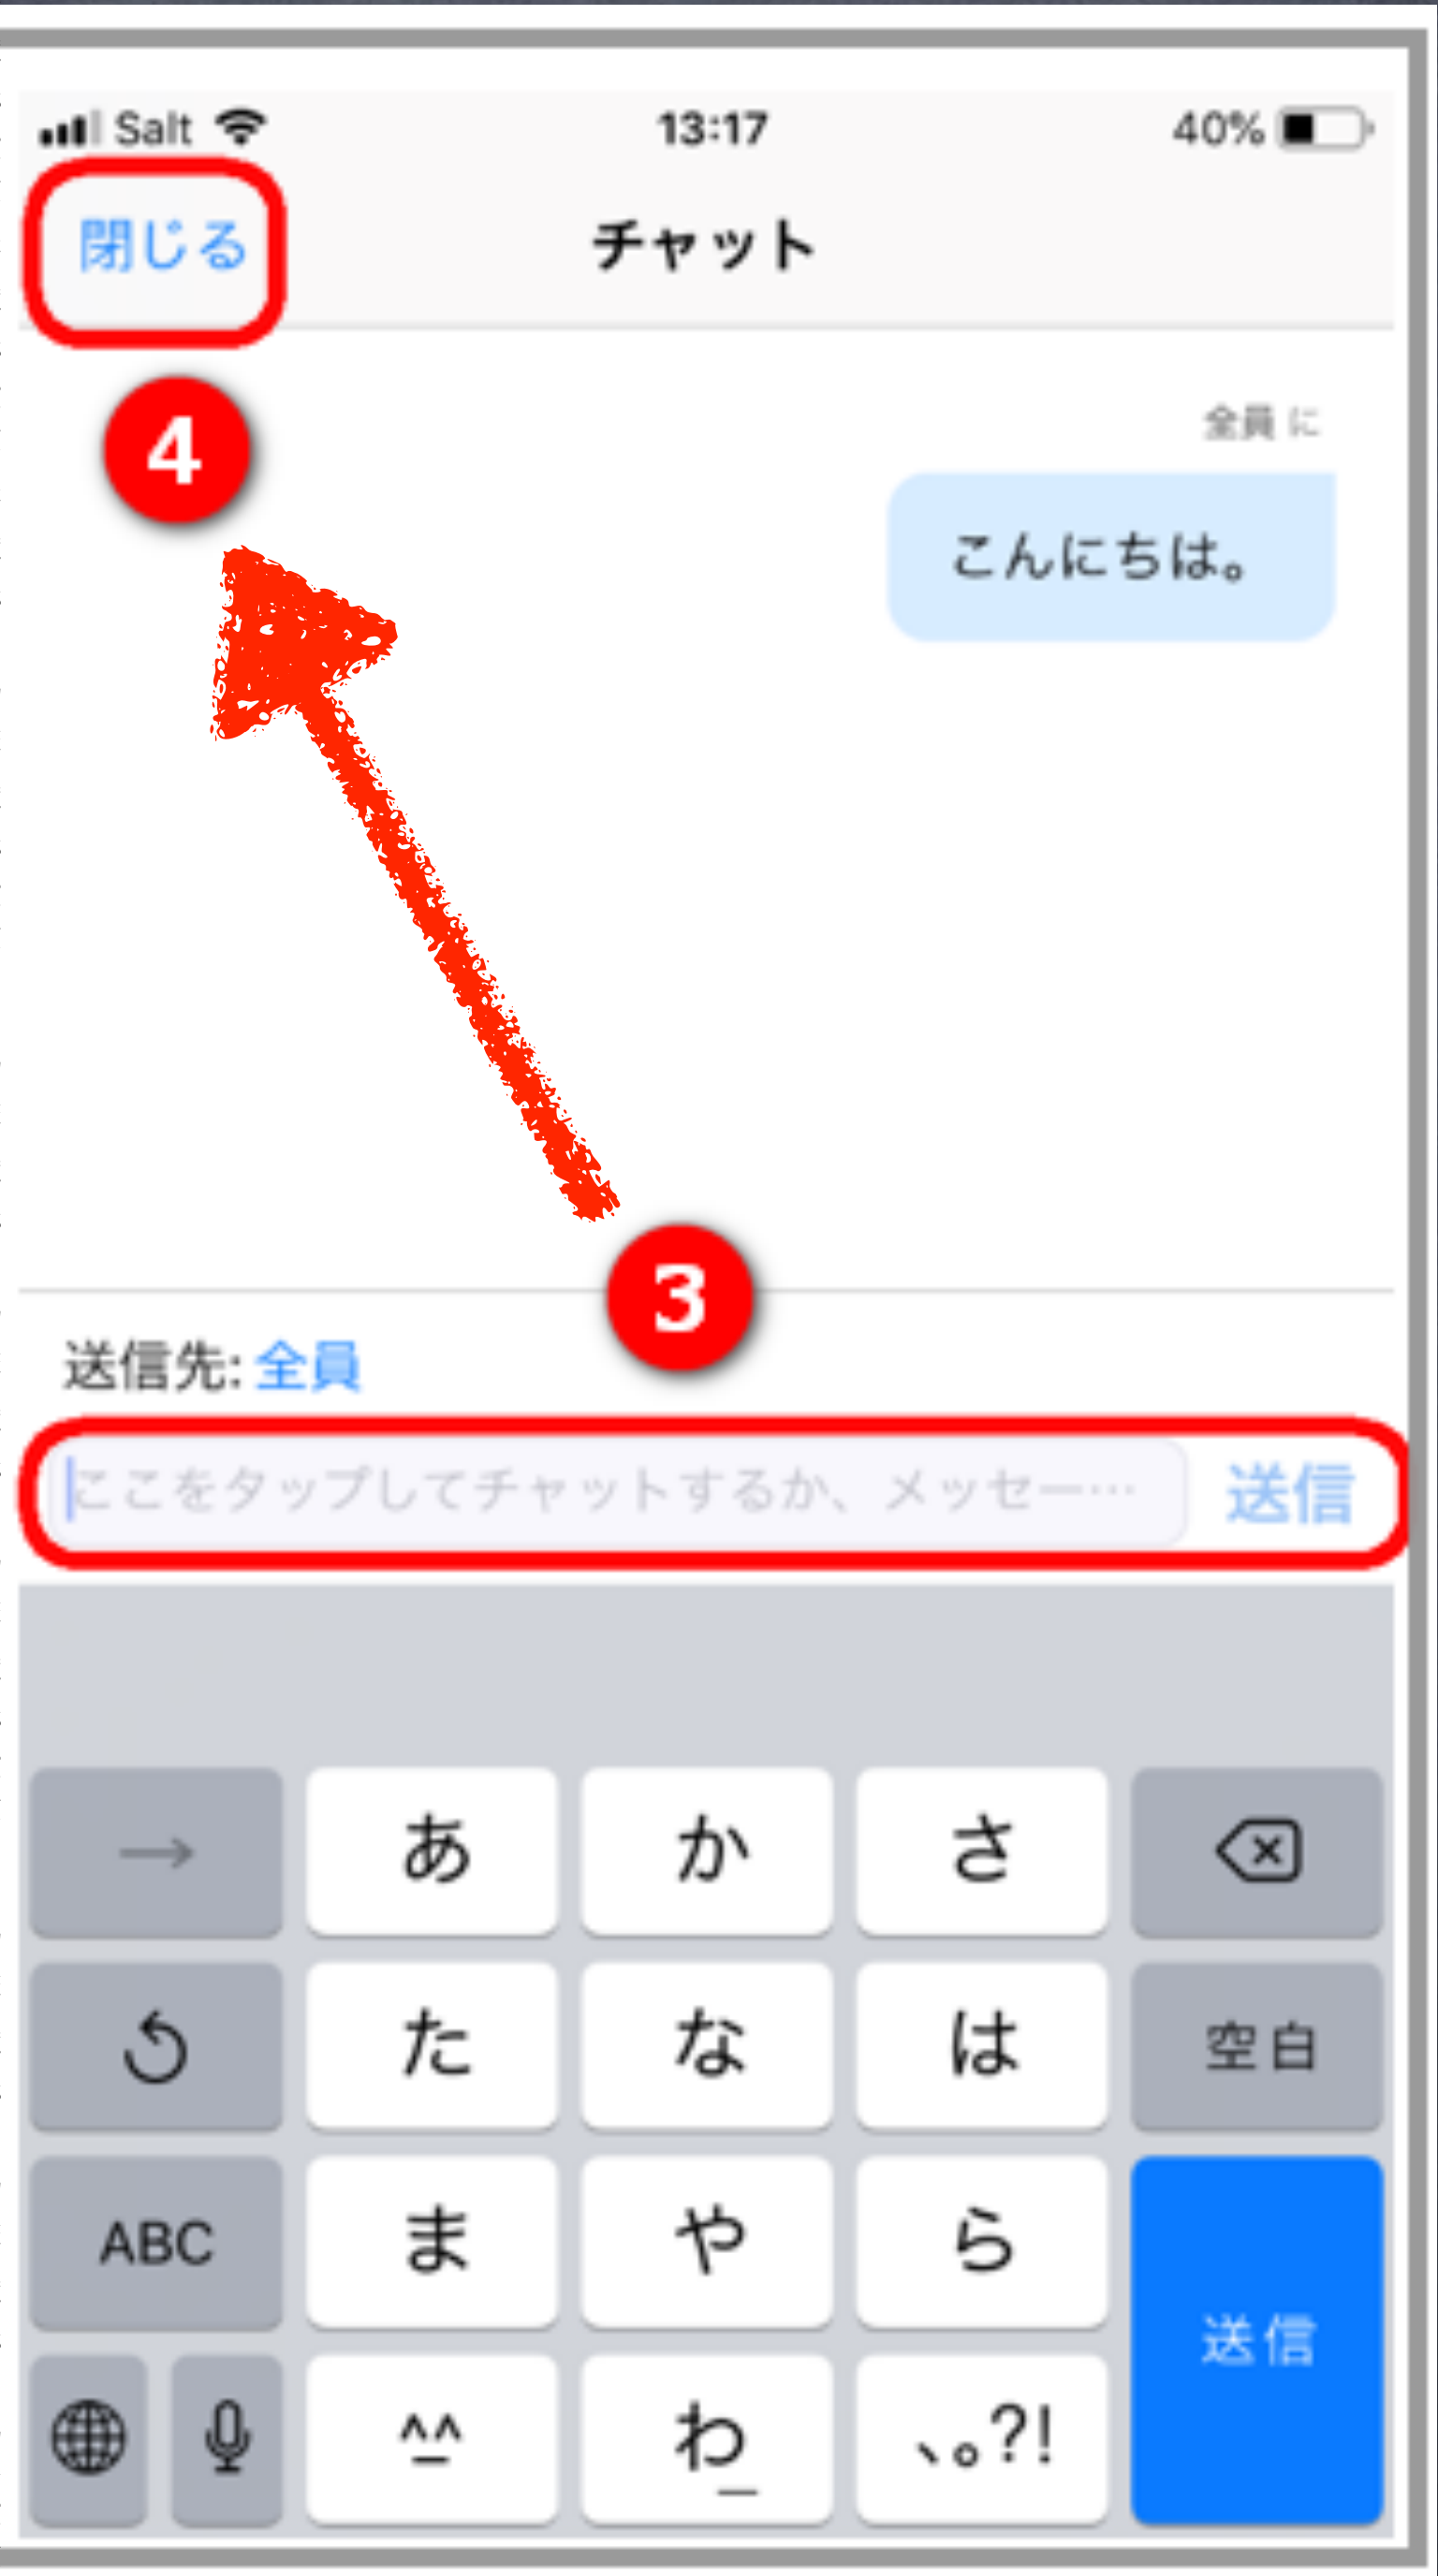 Salt 13:17 40%
閉じる チャット
4
全員 に
こんにちは。
3
送信先: 全員
ここをタップしてチャットするか、メッセー… 送信
→ あ か さ
た な は 空白
ABC ま や ら
送信
^^ わ 、。?!